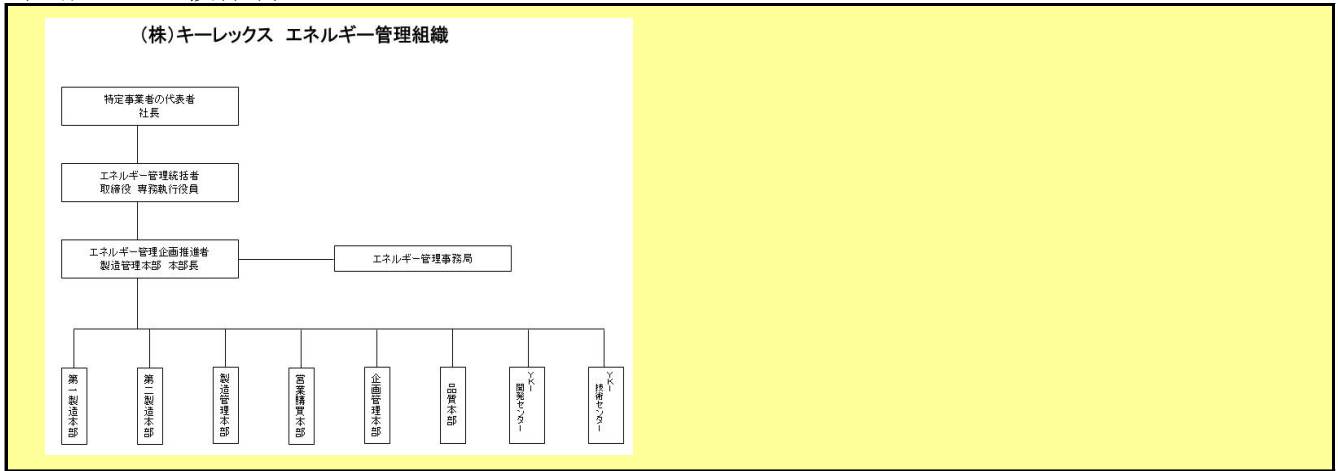 (株)キーレックス エネルギー管理組織
特定事業者の代表者
社長
エネルギー管理統括者
取締役 専務執行役員
エネルギー管理企画推進者
製造管理本部 本部長
エネルギー管理事務局
第一製造本部
第二製造本部
製造管理本部
営業購買本部
企画管理本部
品質本部
YKI
開発センター
YKI
技術センター